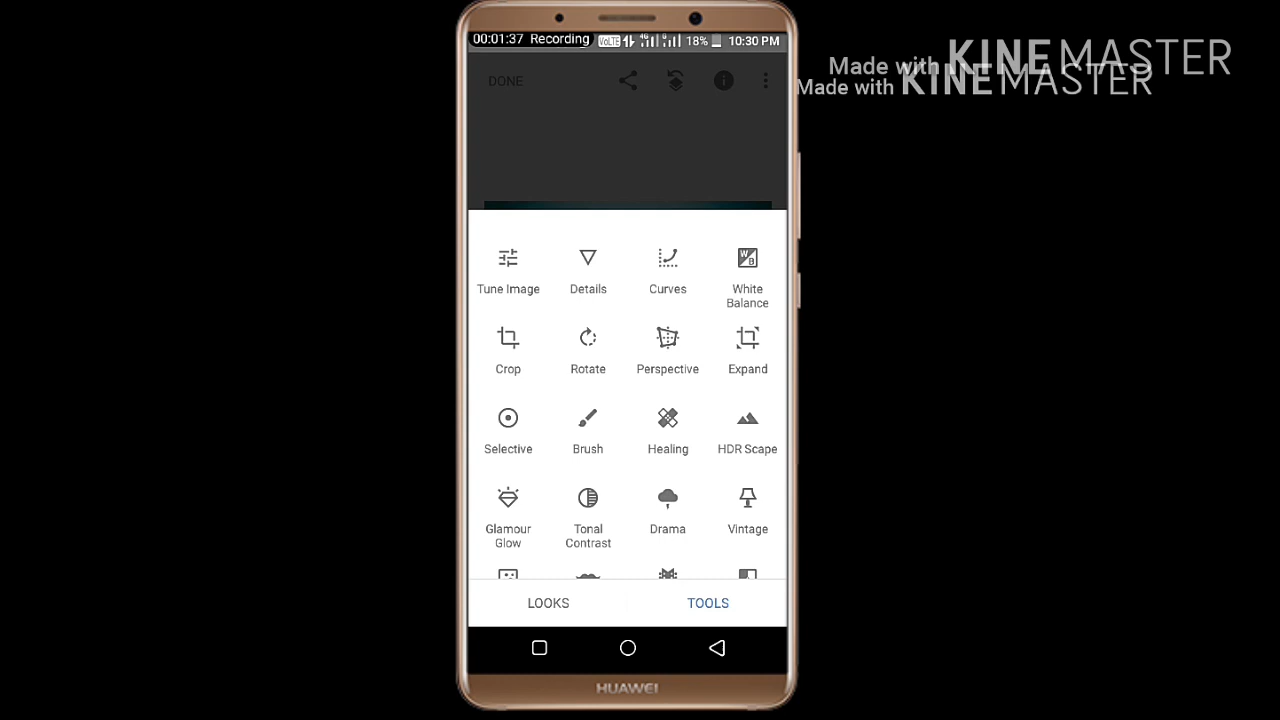 00:01:37 Recording VoLTE 4G 18% 10:30 PM
Made with KINEMASTER
Made with KINEMASTER
DONE
Tune Image
Details
Curves
White
Balance
Crop
Rotate
Perspective
Expand
Selective
Brush
Healing
HDR Scape
Glamour
Glow
Tonal
Contrast
Drama
Vintage
LOOKS
TOOLS
HUAWEI